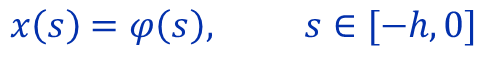 x(s) = φ(s), s ∈ [−h, 0]